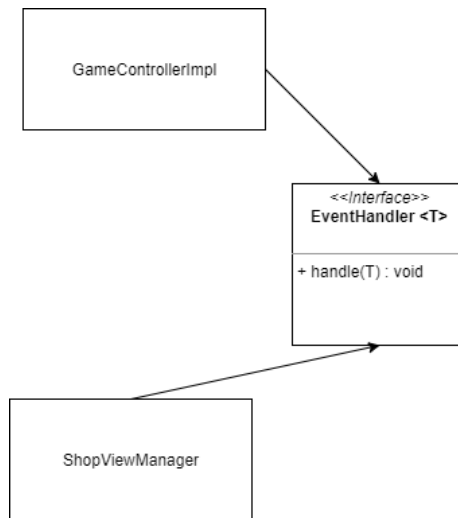 GameControllerImpl
<<Interface>>
EventHandler <T>
+ handle(T) : void
ShopViewManager